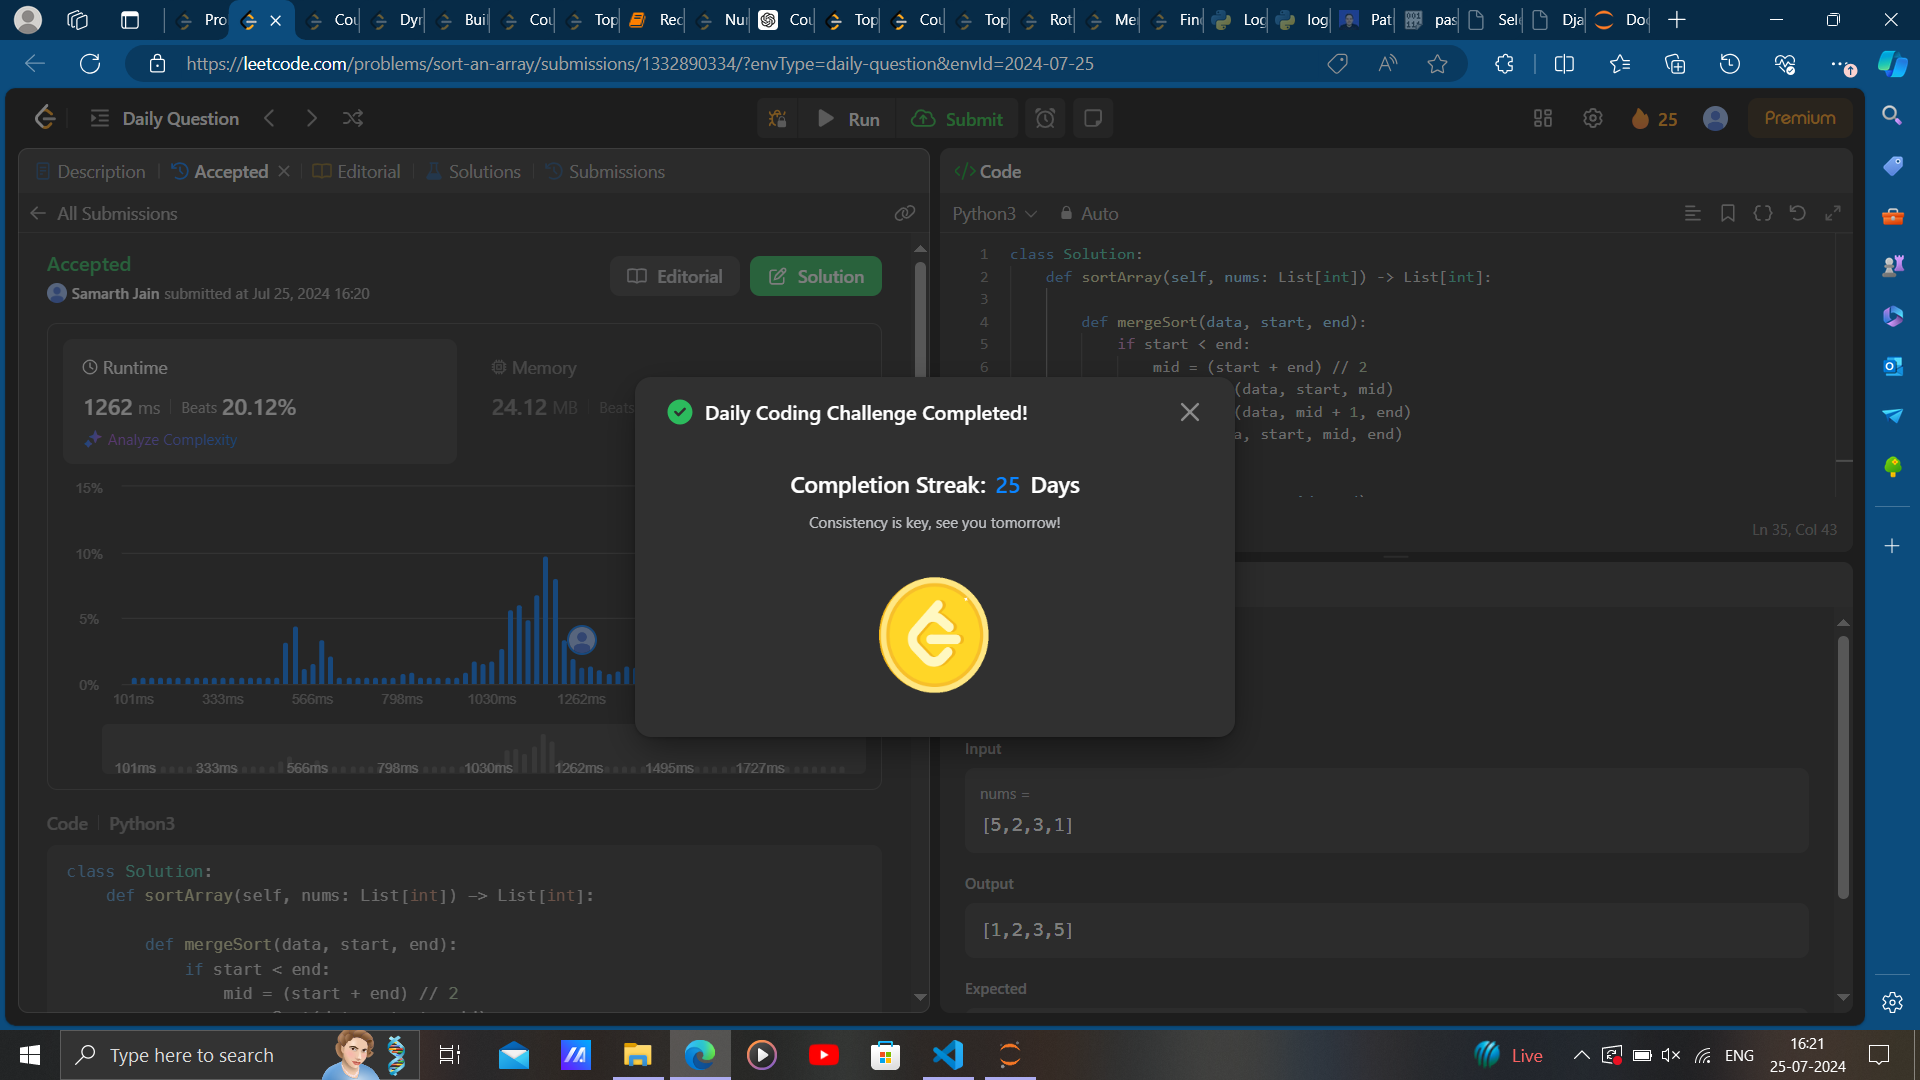 Pro
Cou
Dyn
Buil
Cou
Top
Rec
Nun
Cou
Top
Cou
Top
Rot
Me
Fin
Log
log
Pat
pas
Sel
Dja
Doc
https://leetcode.com/problems/sort-an-array/submissions/1332890334/?envType=daily-question&envId=2024-07-25
Daily Question
Run
Submit
25
Premium
Description
Accepted
Editorial
Solutions
Submissions
All Submissions
Accepted
Samarth Jain submitted at Jul 25, 2024 16:20
Editorial
Solution
Runtime
1262 ms
Beats 20.12%
Analyze Complexity
Memory
24.12 MB
Beats
15%
10%
5%
0%
101ms 333ms 566ms 798ms 1030ms 1262ms
101ms 333ms 566ms 798ms 1030ms 1262ms 1495ms 1727ms
Code
Python3
class Solution:
def sortArray(self, nums: List[int]) -> List[int]:
def mergeSort(data, start, end):
if start < end:
mid = (start + end) // 2
Daily Coding Challenge Completed!
Completion Streak: 25 Days
Consistency is key, see you tomorrow!
Code
Python3
Auto
1 class Solution:
2 def sortArray(self, nums: List[int]) -> List[int]:
3
4 def mergeSort(data, start, end):
5 if start < end:
6 mid = (start + end) // 2
(data, start, mid)
(data, mid + 1, end)
a, start, mid, end)
Ln 35, Col 43
Input
nums =
[5,2,3,1]
Output
[1,2,3,5]
Expected
Type here to search
Live
ENG
16:21
25-07-2024